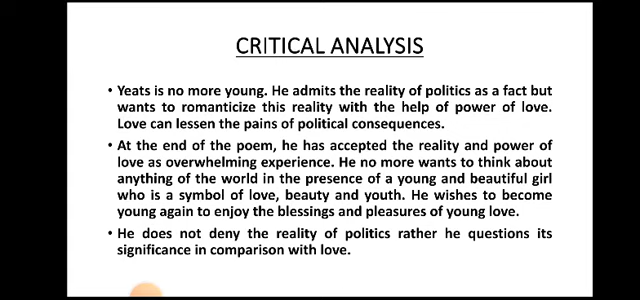 CRITICAL ANALYSIS
• Yeats is no more young. He admits the reality of politics as a fact but
wants to romanticize this reality with the help of power of love.
Love can lessen the pains of political consequences.
• At the end of the poem, he has accepted the reality and power of
love as overwhelming experience. He no more wants to think about
anything of the world in the presence of a young and beautiful girl
who is a symbol of love, beauty and youth. He wishes to become
young again to enjoy the blessings and pleasures of young love.
• He does not deny the reality of politics rather he questions its
significance in comparison with love.